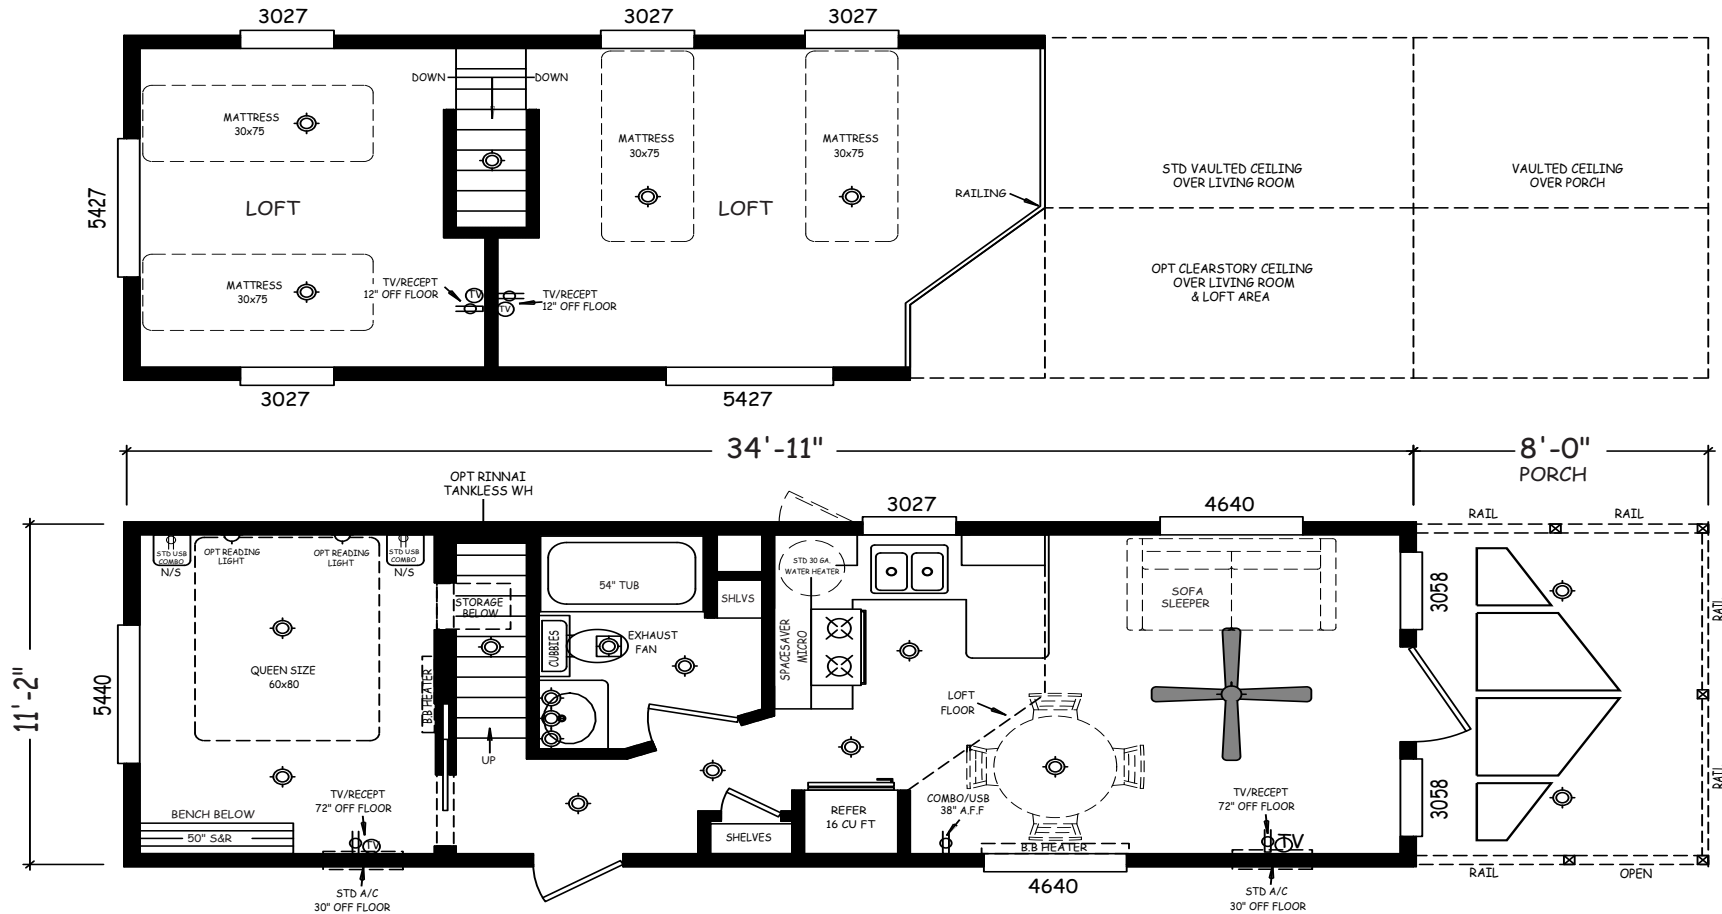 3027
3027
3027
DOWN
DOWN
MATTRESS
30x75
MATTRESS
30x75
MATTRESS
30x75
STD VAULTED CEILING
OVER LIVING ROOM
VAULTED CEILING
OVER PORCH
RAILING
5427
LOFT
LOFT
MATTRESS
30x75
TV/RECEPT
12" OFF FLOOR
TV
TV
TV/RECEPT
12" OFF FLOOR
OPT CLEARSTORY CEILING
OVER LIVING ROOM
& LOFT AREA
3027
5427
34'-11"
8'-0"
PORCH
OPT RINNAI
TANKLESS WH
3027
4640
RAIL
RAIL
STD USB
COMBO
N/S
OPT READING
LIGHT
OPT READING
LIGHT
STD USB
COMBO
N/S
STORAGE
BELOW
54" TUB
SHLVS
STD 30 GA.
WATER HEATER
SOFA
SLEEPER
3058
RAIL
CUBBIES
EXHAUST
FAN
SPACESAVER
MICRO
11'-2"
5440
QUEEN SIZE
60x80
B.B HEATER
UP
LOFT
FLOOR
BENCH BELOW
50" S&R
TV/RECEPT
72" OFF FLOOR
TV
SHELVES
REFER
16 CU FT
COMBO/USB
38" A.F.F
B.B HEATER
TV/RECEPT
72" OFF FLOOR
TV
3058
RAIL
STD A/C
30" OFF FLOOR
4640
STD A/C
30" OFF FLOOR
RAIL
OPEN